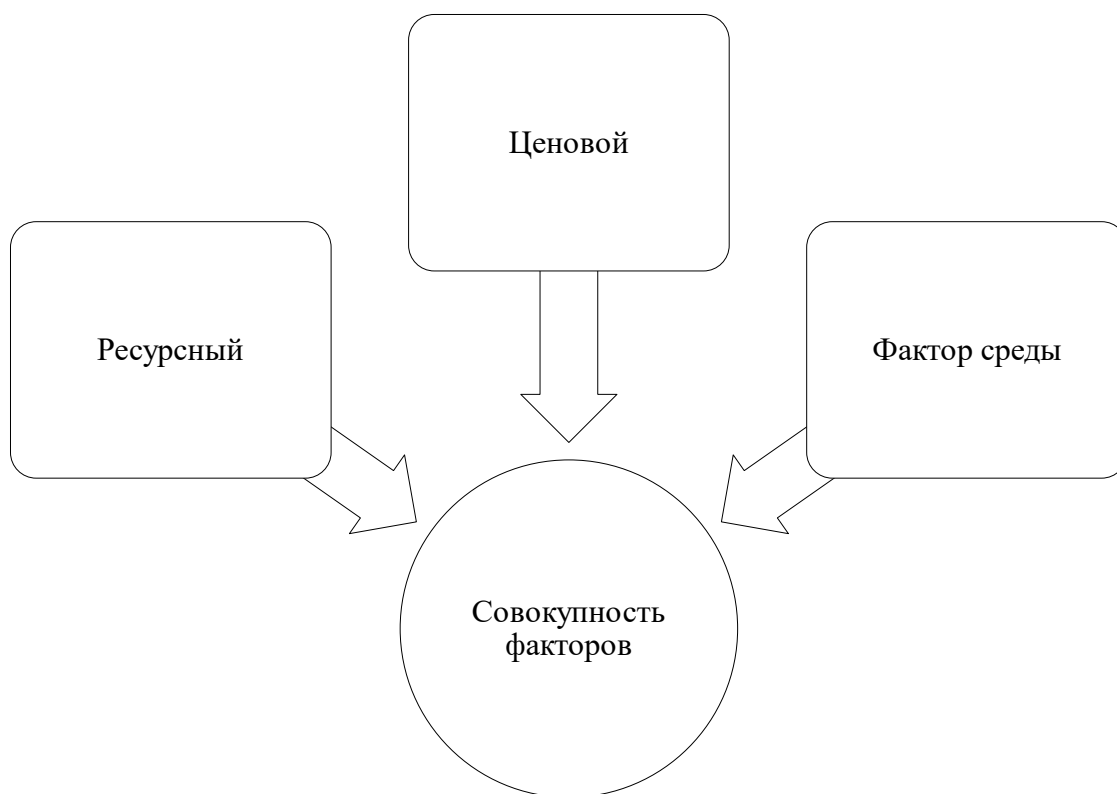 Ценовой
Ресурсный
Фактор среды
Совокупность
факторов